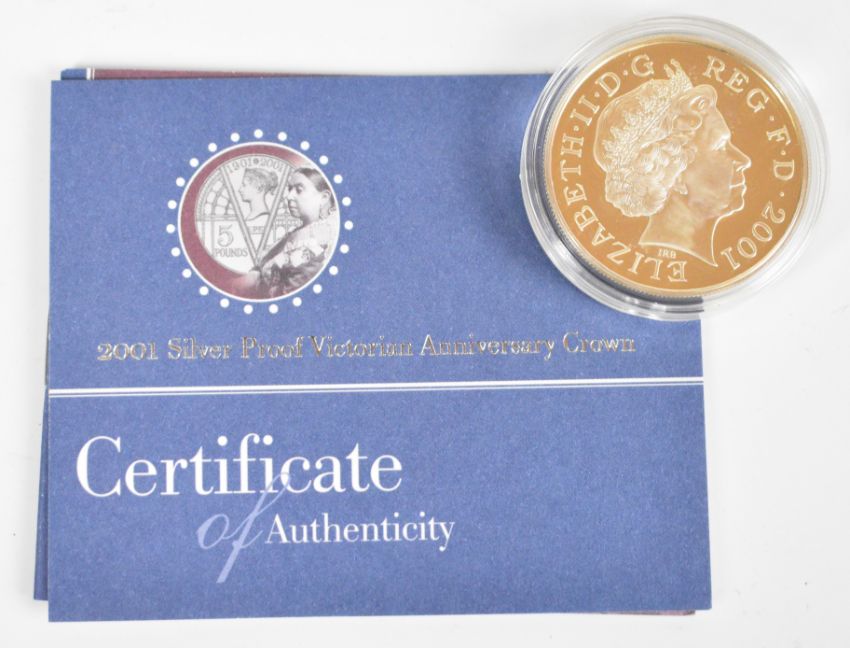 ELIZABETH·II·D·G REG·F·D·2001
IRB
1901·2001
5
POUNDS
2001 Silver Proof Victorian Anniversary Crown
Certificate
of Authenticity